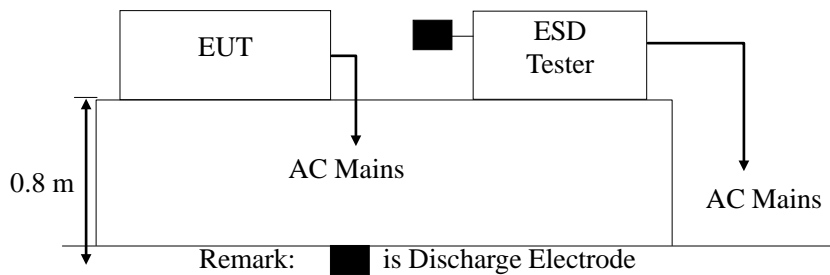 EUT
ESD
Tester
0.8 m
AC Mains
AC Mains
Remark: is Discharge Electrode